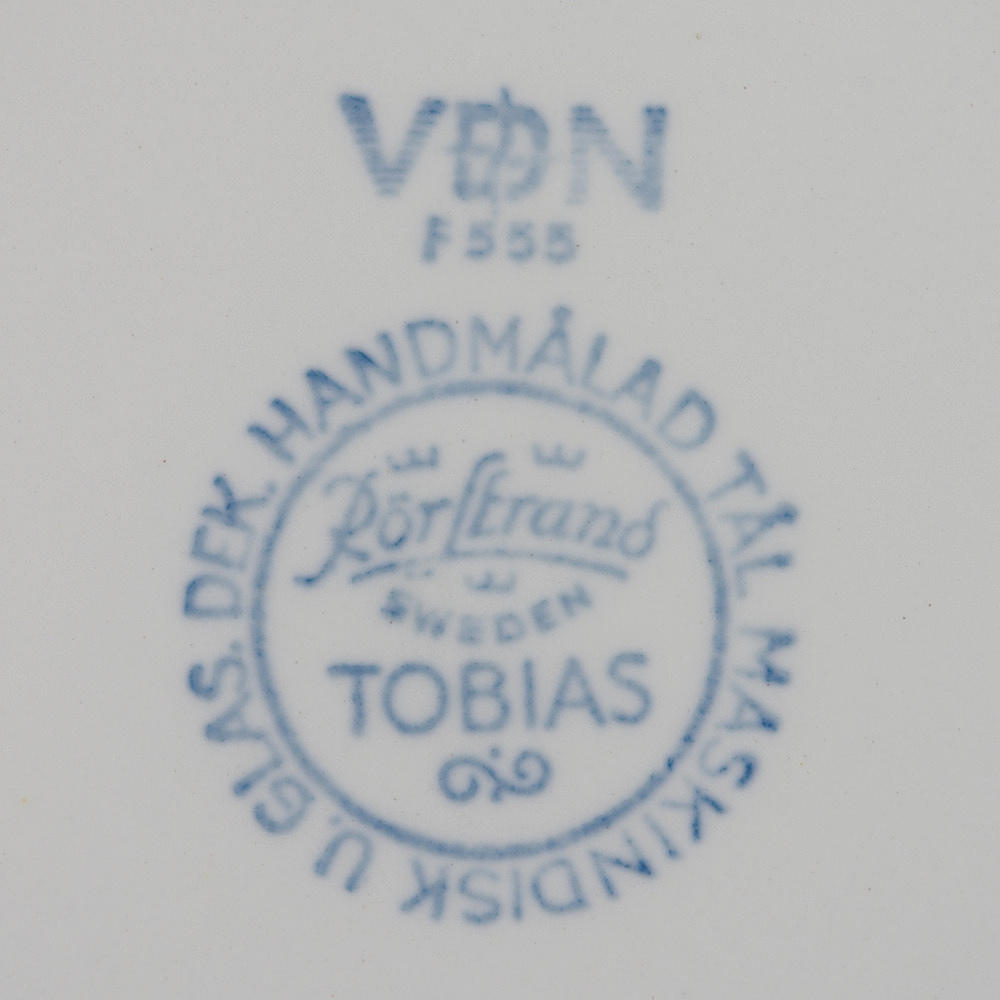 VDN
F555
HANDMÅLAD TÅL MASKINDISK U. GLAS. DEK.
Rörstrand
SWEDEN
TOBIAS